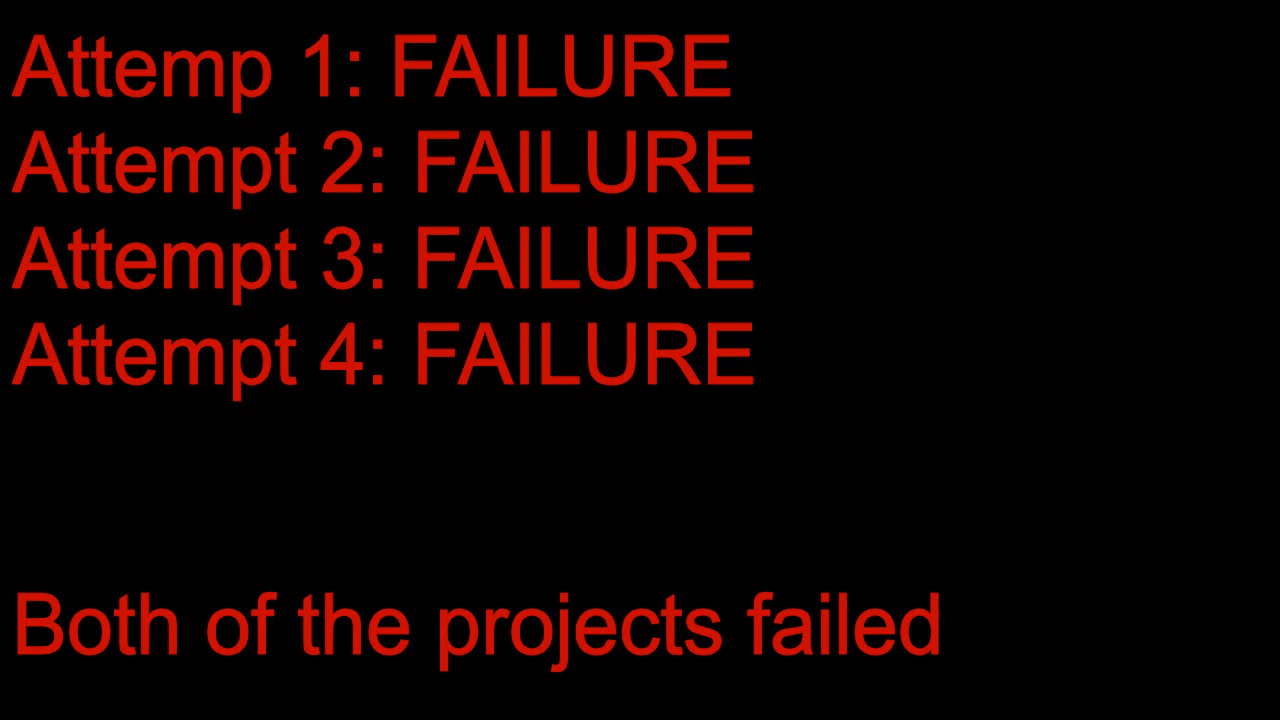 Attemp 1: FAILURE
Attempt 2: FAILURE
Attempt 3: FAILURE
Attempt 4: FAILURE
Both of the projects failed